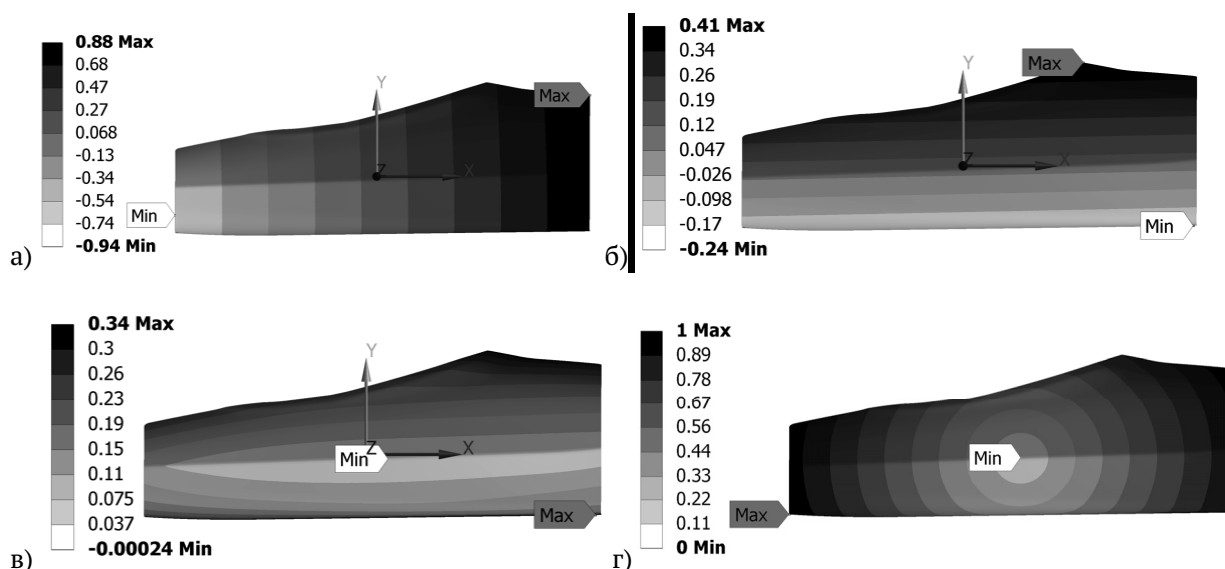 0.88 Max
0.68
0.47
0.27
0.068
-0.13
-0.34
-0.54
-0.74
-0.94 Min
Y
Z
X
Max
Min
а)
0.41 Max
0.34
0.26
0.19
0.12
0.047
-0.026
-0.098
-0.17
-0.24 Min
Max
Y
Z
X
Min
б)
0.34 Max
0.3
0.26
0.23
0.19
0.15
0.11
0.075
0.037
-0.00024 Min
Y
Z
X
Min
Max
в)
1 Max
0.89
0.78
0.67
0.56
0.44
0.33
0.22
0.11
0 Min
Min
Max
г)